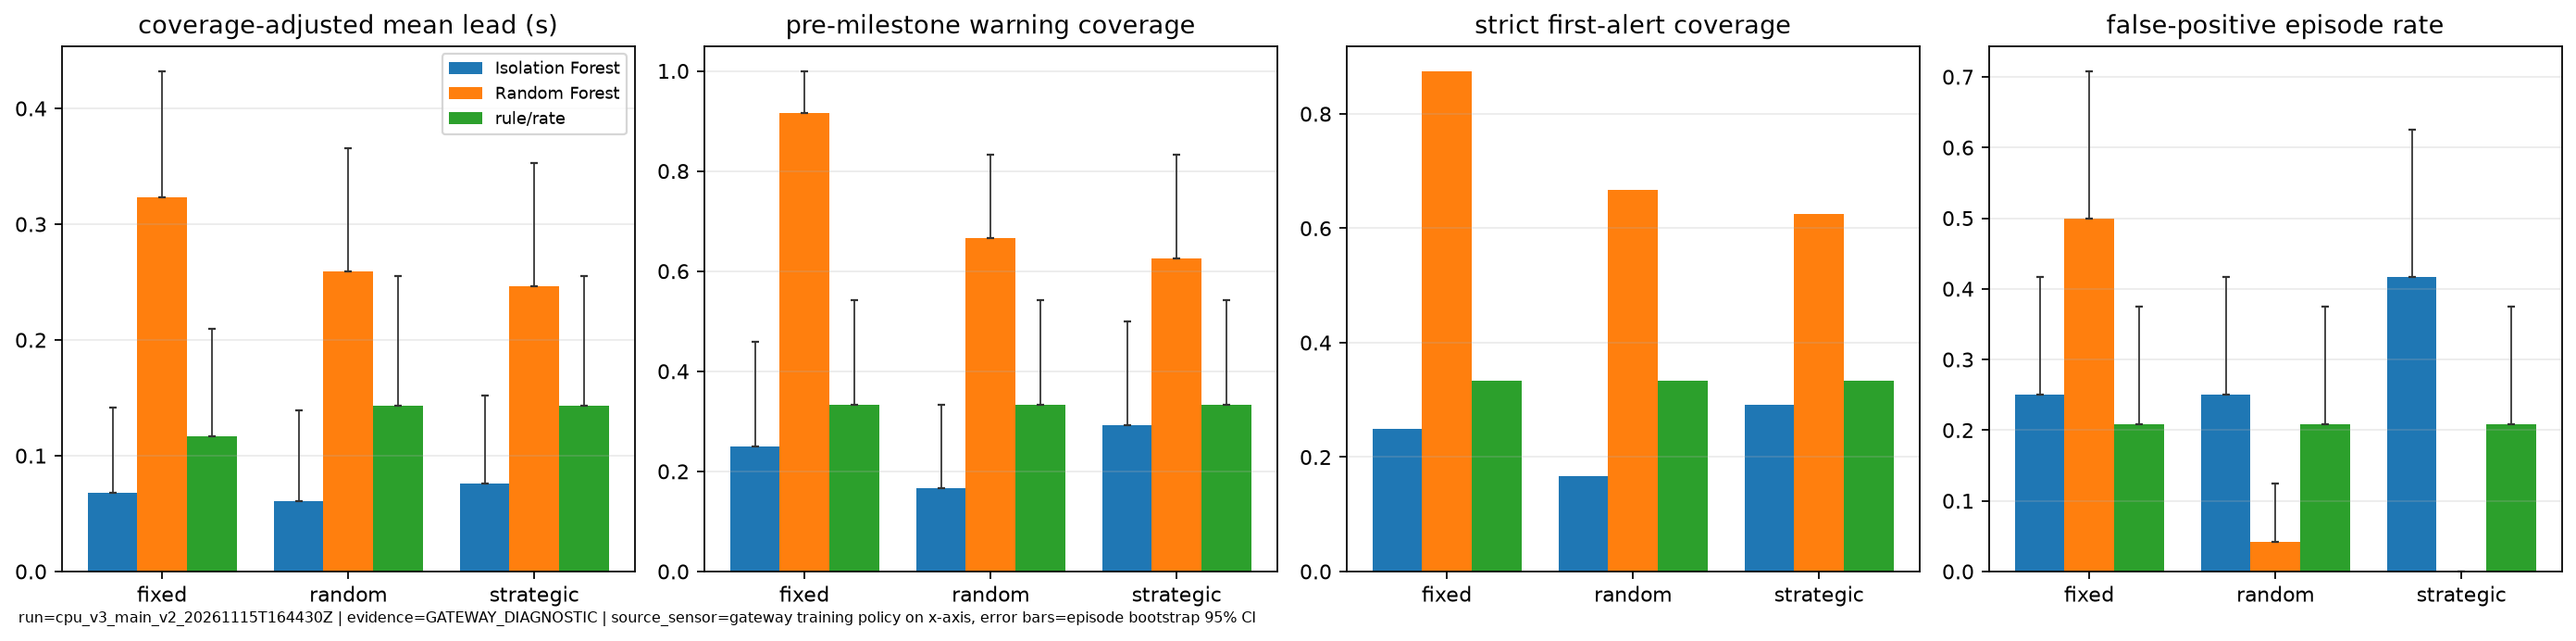 coverage-adjusted mean lead (s)
Isolation Forest
Random Forest
rule/rate
0.4
0.3
0.2
0.1
0.0
fixed random strategic
pre-milestone warning coverage
1.0
0.8
0.6
0.4
0.2
0.0
fixed random strategic
strict first-alert coverage
0.8
0.6
0.4
0.2
0.0
fixed random strategic
false-positive episode rate
0.7
0.6
0.5
0.4
0.3
0.2
0.1
0.0
fixed random strategic
run=cpu_v3_main_v2_20261115T164430Z | evidence=GATEWAY_DIAGNOSTIC | source_sensor=gateway training policy on x-axis, error bars=episode bootstrap 95% CI